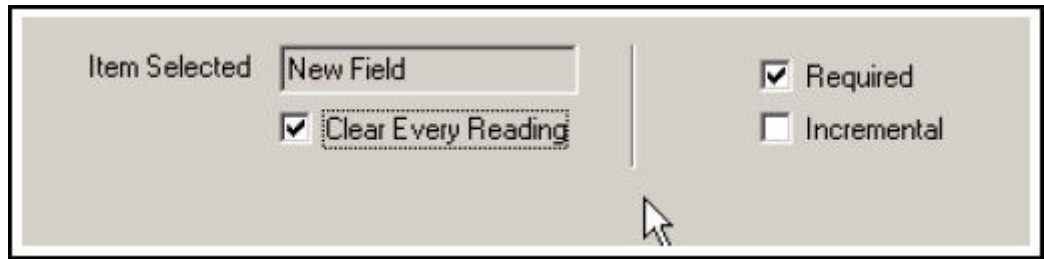 Item Selected New Field
Clear Every Reading
Required
Incremental